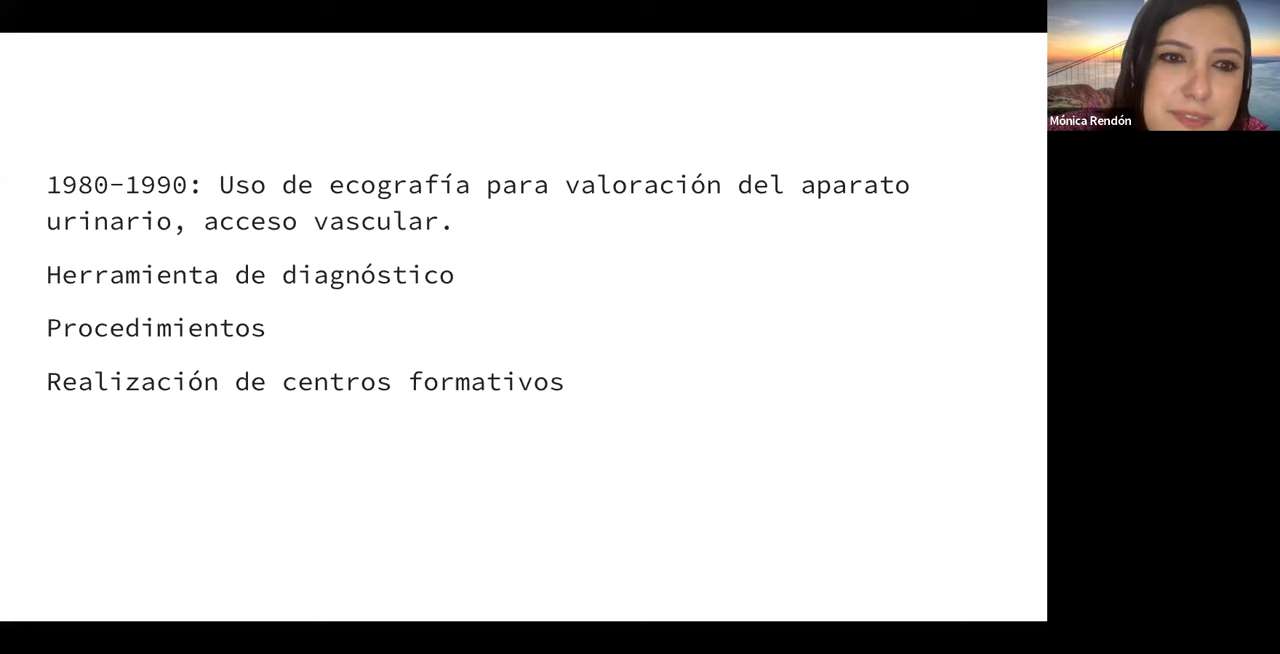 1980-1990: Uso de ecografía para valoración del aparato
urinario, acceso vascular.
Herramienta de diagnóstico
Procedimientos
Realización de centros formativos
Mónica Rendón